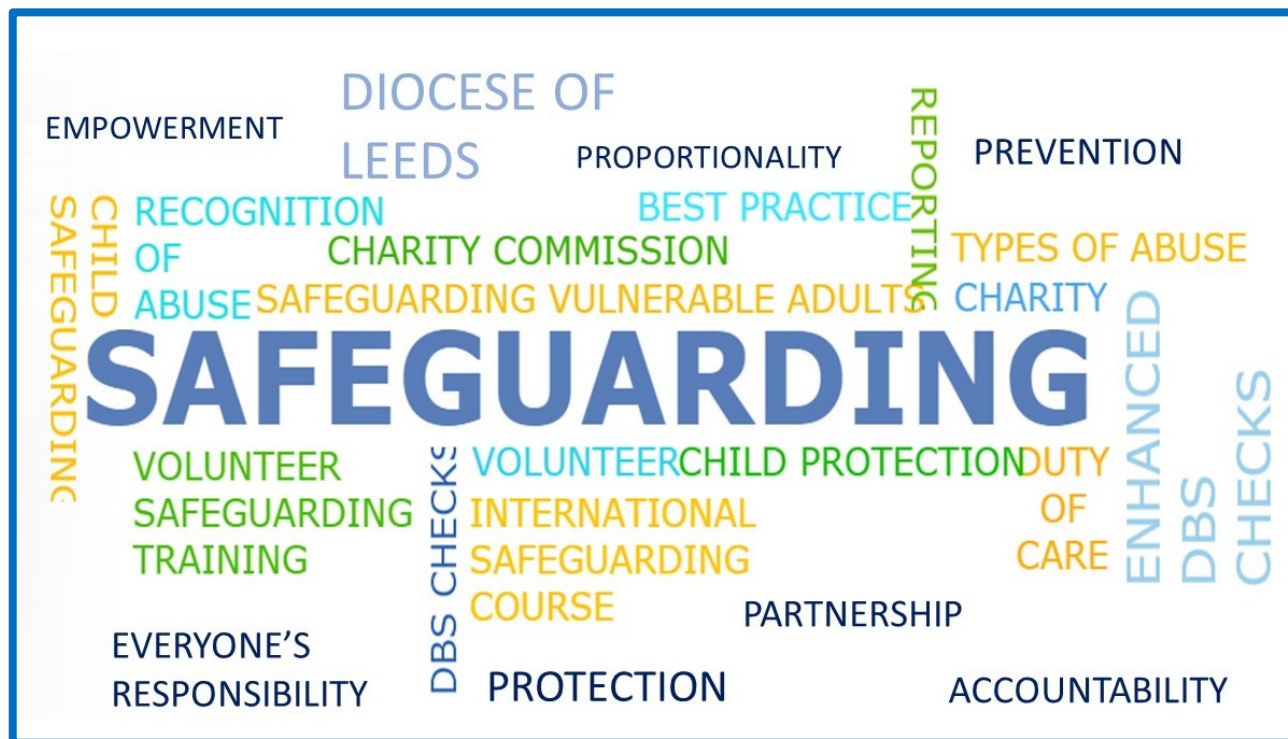 DIOCESE OF
LEEDS
EMPOWERMENT
PROPORTIONALITY
REPORTING
PREVENTION
CHILD
SAFEGUARDING
RECOGNITION
OF
ABUSE
BEST PRACTICE
CHARITY COMMISSION
TYPES OF ABUSE
SAFEGUARDING VULNERABLE ADULTS
CHARITY
SAFEGUARDING
ENHANCED
DBS
CHECKS
VOLUNTEER
SAFEGUARDING
TRAINING
DBS CHECKS
VOLUNTEER
CHILD PROTECTION
DUTY
OF
CARE
INTERNATIONAL
SAFEGUARDING
COURSE
PARTNERSHIP
EVERYONE’S
RESPONSIBILITY
PROTECTION
ACCOUNTABILITY